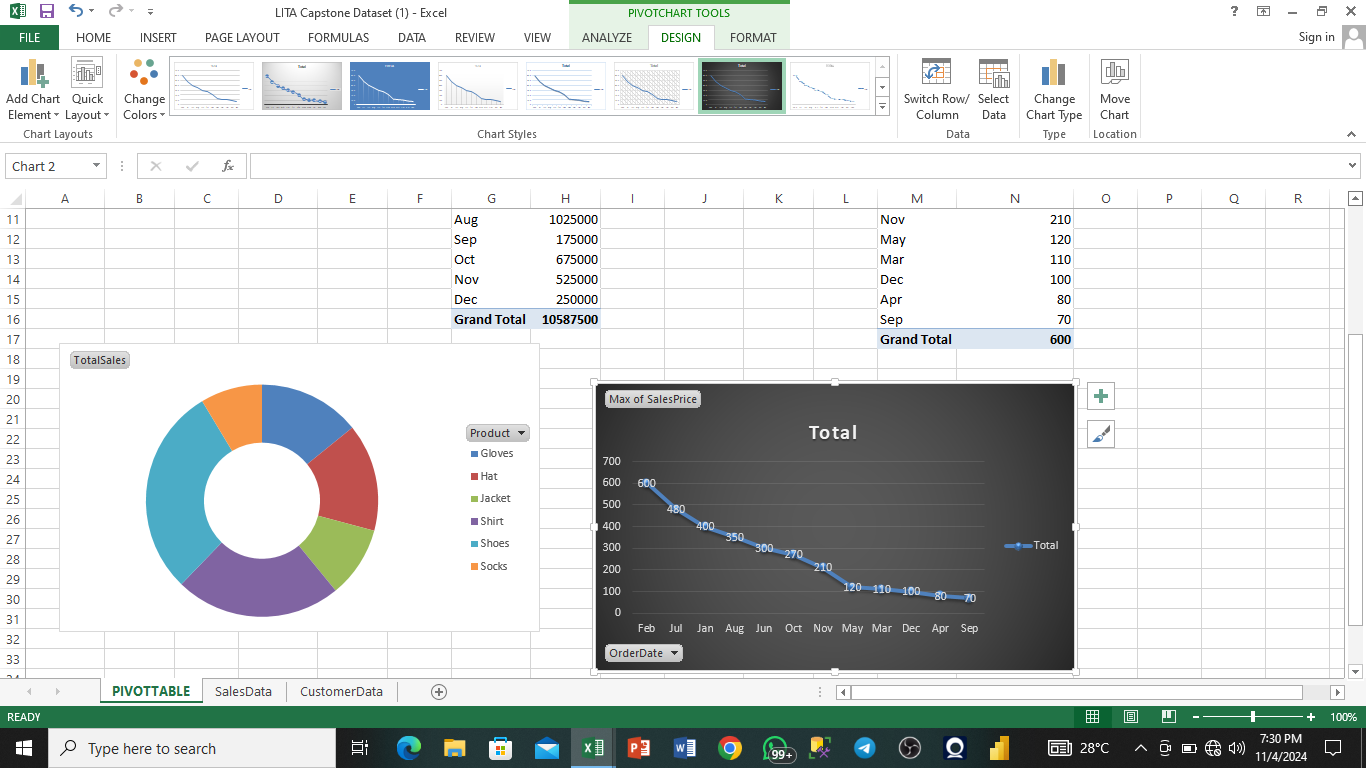 LITA Capstone Dataset (1) - Excel
PIVOTCHART TOOLS
?
FILE HOME INSERT PAGE LAYOUT FORMULAS DATA REVIEW VIEW ANALYZE DESIGN FORMAT Sign in
Add Chart Element
Quick Layout
Change Colors
Switch Row/ Column
Select Data
Change Chart Type
Move Chart
Chart Layouts Chart Styles Data Type Location
Chart 2 fx
A B C D E F G H I J K L M N O P Q R
11 Aug 1025000 Nov 210
12 Sep 175000 May 120
13 Oct 675000 Mar 110
14 Nov 525000 Dec 100
15 Dec 250000 Apr 80
16 Grand Total 10587500 Sep 70
17 Grand Total 600
18
19
20
21
22
23
24
25
26
27
28
29
30
31
32
33
TotalSales
Product
Gloves
Hat
Jacket
Shirt
Shoes
Socks
Max of SalesPrice
Total
700
600
500
400
300
200
100
0
600 480 400 350 300 270 210 120 110 100 80 70
Feb Jul Jan Aug Jun Oct Nov May Mar Dec Apr Sep
Total
OrderDate
PIVOTTABLE SalesData CustomerData
READY 100%
Type here to search
99+
28°C
7:30 PM
11/4/2024